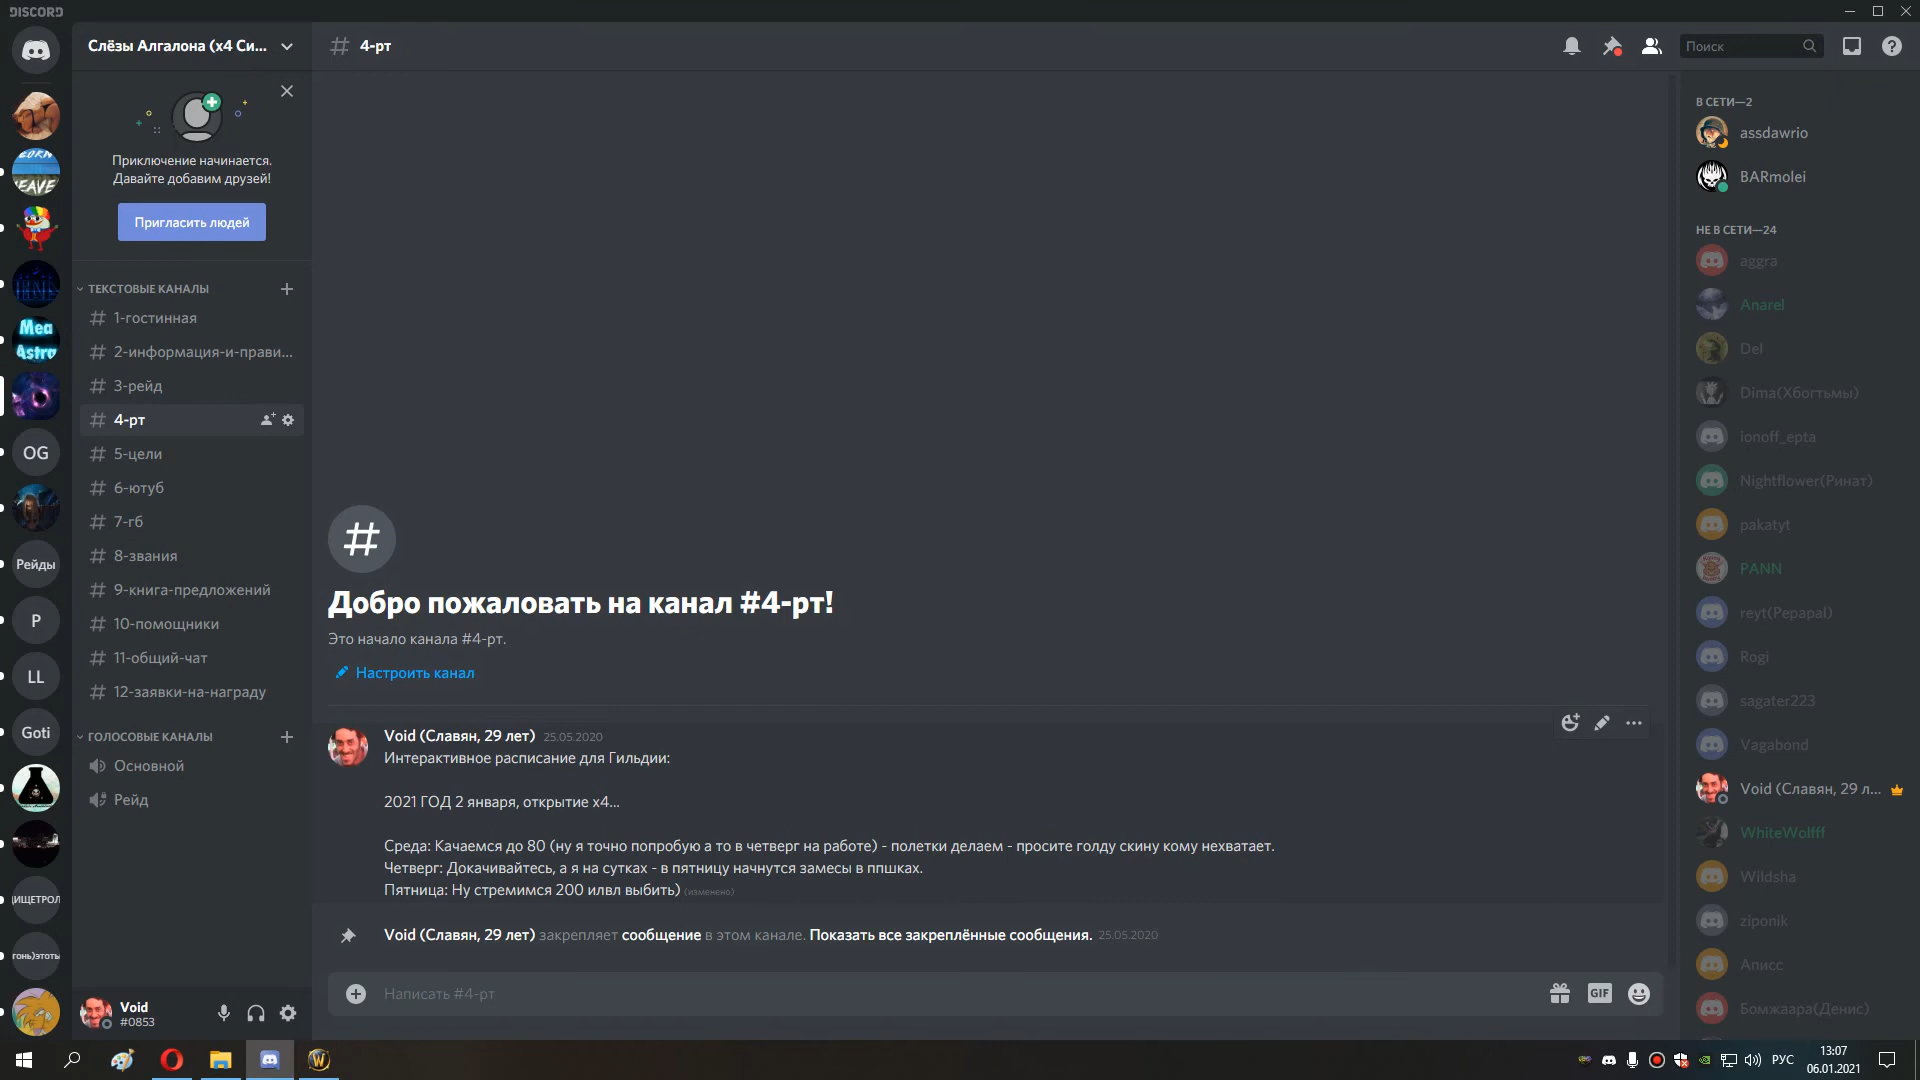 DISCORD
Слёзы Алгалона (x4 Си...
4-рт
Поиск
Приключение начинается.
Давайте добавим друзей!
Пригласить людей
ТЕКСТОВЫЕ КАНАЛЫ
1-гостинная
2-информация-и-прави...
3-рейд
4-рт
5-цели
6-ютуб
7-гб
8-звания
9-книга-предложений
10-помощники
11-общий-чат
12-заявки-на-награду
ГОЛОСОВЫЕ КАНАЛЫ
Основной
Рейд
Mea
Astro
OG
Рейды
P
LL
Goti
ИЩЕТРОЛ
гонь)этоты
Void
#0853
Добро пожаловать на канал #4-рт!
Это начало канала #4-рт.
Настроить канал
Void (Славян, 29 лет) 25.05.2020
Интерактивное расписание для Гильдии:
2021 ГОД 2 января, открытие х4...
Среда: Качаемся до 80 (ну я точно попробую а то в четверг на работе) - полетки делаем - просите голду скину кому нехватает.
Четверг: Докачивайтесь, а я на сутках - в пятницу начнутся замесы в ппшках.
Пятница: Ну стремимся 200 илвл выбить) (изменено)
Void (Славян, 29 лет) закрепляет сообщение в этом канале. Показать все закреплённые сообщения. 25.05.2020
Написать #4-рт
GIF
В СЕТИ—2
assdawrio
BARmolei
НЕ В СЕТИ—24
aggra
Anarel
Del
Dima(Хбогтьмы)
ionoff_epta
Nightflower(Ринат)
pakatyt
PANN
reyt(Pepapal)
Rogi
sagater223
Vagabond
Void (Славян, 29 л...
WhiteWolfff
Wildsha
ziponik
Аписс
Бомжаара(Денис)
РУС
13:07
06.01.2021